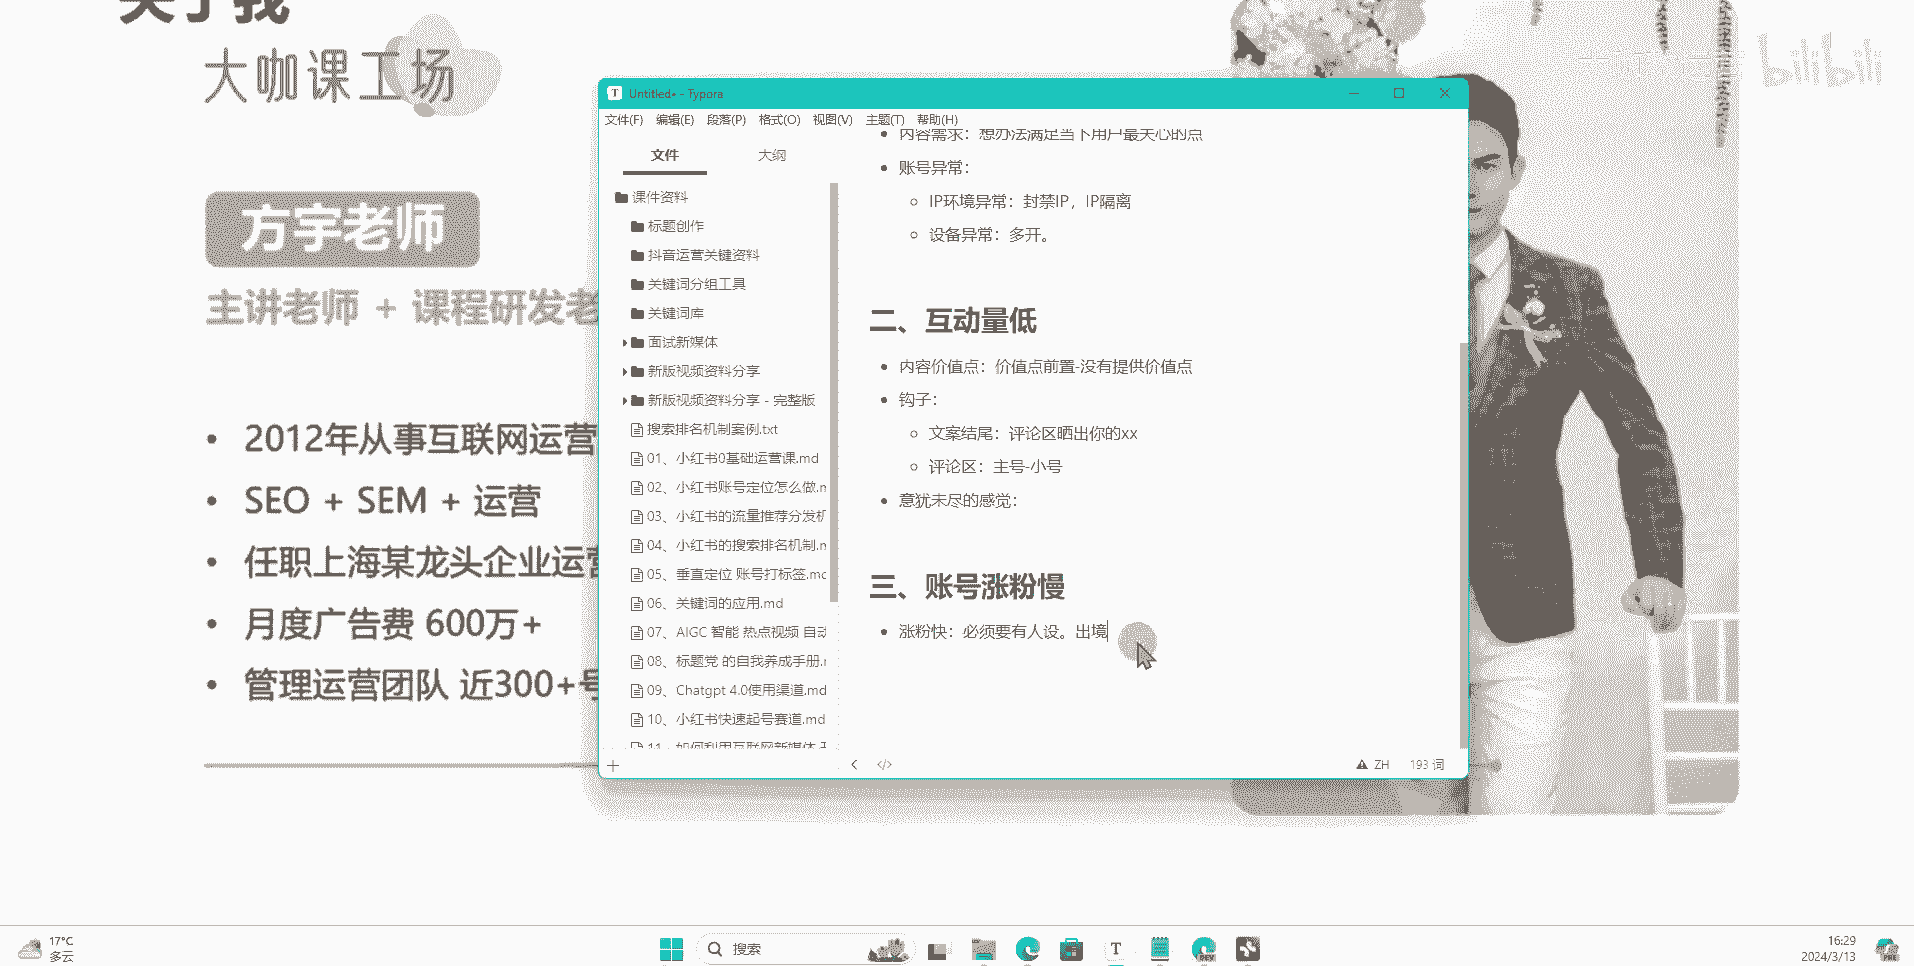 关于我
大咖课工场
bilibili
方宇老师
主讲老师 + 课程研发老
• 2012年从事互联网运营
• SEO + SEM + 运营
• 任职上海某龙头企业运营
• 月度广告费 600万+
• 管理运营团队 近300+号
Untitled• - Typora
文件(F) 编辑(E) 段落(P) 格式(O) 视图(V) 主题(T) 帮助(H)
文件 大纲
课件资料
标题创作
抖音运营关键资料
关键词分组工具
关键词库
面试新媒体
新版视频资料分享
新版视频资料分享 - 完整版
搜索排名机制案例.txt
01、小红书0基础运营课.md
02、小红书账号定位怎么做.m
03、小红书的流量推荐分发机
04、小红书的搜索排名机制.m
05、垂直定位 账号打标签.md
06、关键词的应用.md
07、AIGC 智能 热点视频 自动
08、标题党 的自我养成手册.m
09、Chatgpt 4.0使用渠道.md
10、小红书快速起号赛道.md
11、如何利用互联网新媒体
内容需求：想办法满足当下用户最关心的点
账号异常：
IP环境异常：封禁IP，IP隔离
设备异常：多开。
二、互动量低
内容价值点：价值点前置-没有提供价值点
钩子：
文案结尾：评论区晒出你的xx
评论区：主号-小号
意犹未尽的感觉：
三、账号涨粉慢
涨粉快：必须要有人设。出境
ZH 193 词
17°C
多云
搜索
16:29
2024/3/13